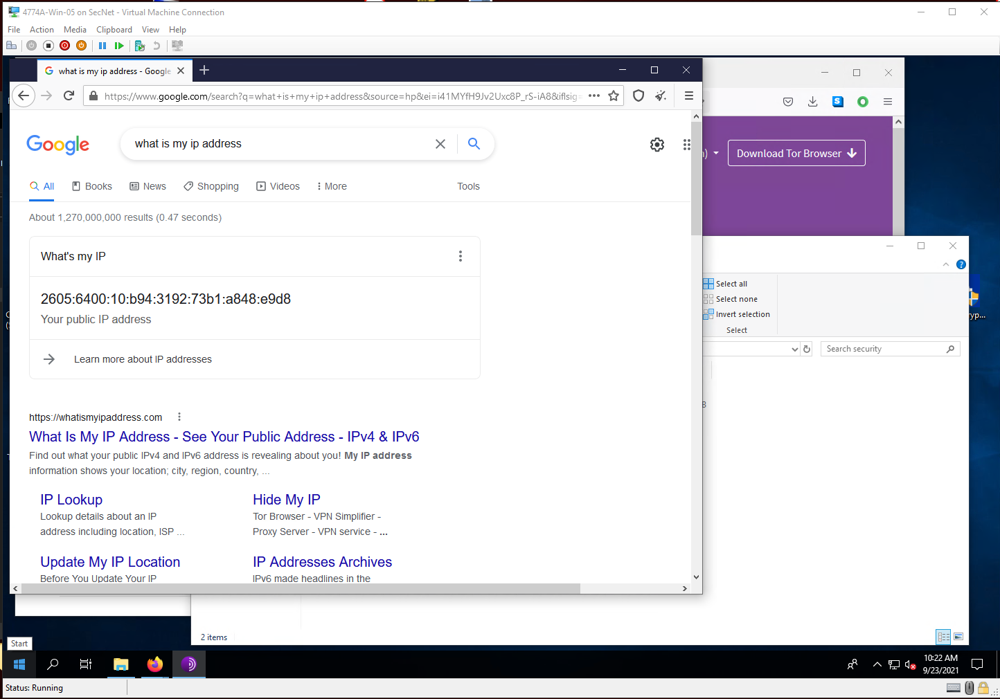 4774A-Win-05 on SecNet - Virtual Machine Connection
File Action Media Clipboard View Help
what is my ip address - Google
https://www.google.com/search?q=what+is+my+ip+address&source=hp&ei=i41MYfH9Jv2Uxc8P_rS-iA8&iflsig=
Google
what is my ip address
Download Tor Browser
All Books News Shopping Videos More Tools
About 1,270,000,000 results (0.47 seconds)
What's my IP
2605:6400:10:b94:3192:73b1:a848:e9d8
Your public IP address
Learn more about IP addresses
https://whatismyipaddress.com
What Is My IP Address - See Your Public Address - IPv4 & IPv6
Find out what your public IPv4 and IPv6 address is revealing about you! My IP address
information shows your location; city, region, country, ...
IP Lookup
Lookup details about an IP
address including location, ISP ...
Hide My IP
Tor Browser - VPN Simplifier -
Proxy Server - VPN service - ...
Update My IP Location
Before You Update Your IP
IP Addresses Archives
IPv6 made headlines in the
Select all
Select none
Invert selection
Select
Search security
ryp...
2 items
Start
10:22 AM
9/23/2021
Status: Running